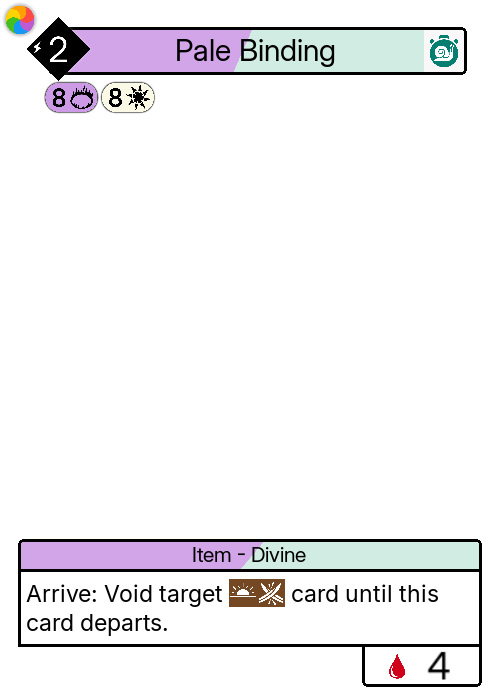 2
Pale Binding
8 8
Item - Divine
Arrive: Void target card until this
card departs.
4